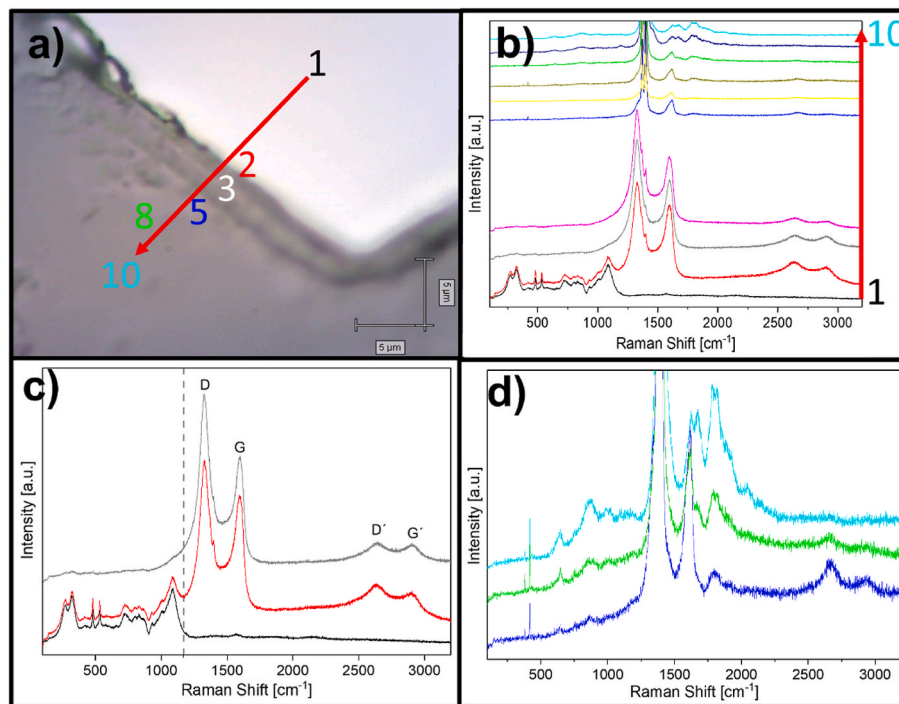 a)
1
2
3
5
8
10
5 µm
5 µm
b)
10
1
Intensity [a.u.]
500 1000 1500 2000 2500 3000
Raman Shift [cm⁻¹]
c)
D
G
D´
G´
Intensity [a.u.]
500 1000 1500 2000 2500 3000
Raman Shift [cm⁻¹]
d)
Intensity [a.u.]
500 1000 1500 2000 2500 3000
Raman Shift [cm⁻¹]